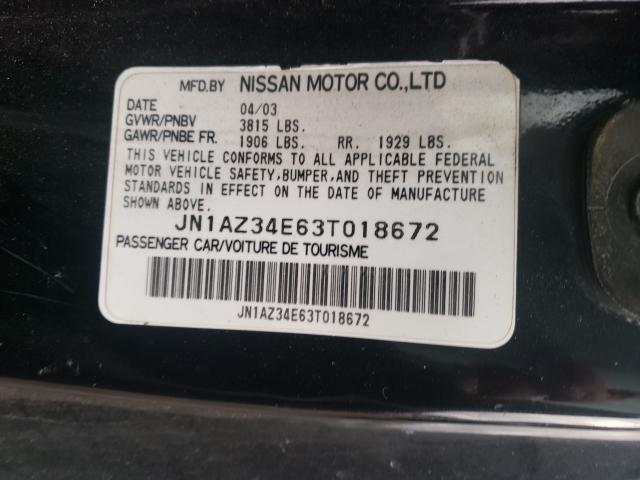 MFD.BY NISSAN MOTOR CO.,LTD
DATE 04/03
GVWR/PNBV 3815 LBS.
GAWR/PNBE FR. 1906 LBS. RR. 1929 LBS.
THIS VEHICLE CONFORMS TO ALL APPLICABLE FEDERAL
MOTOR VEHICLE SAFETY, BUMPER, AND THEFT PREVENTION
STANDARDS IN EFFECT ON THE DATE OF MANUFACTURE
SHOWN ABOVE.
JN1AZ34E63T018672
PASSENGER CAR/VOITURE DE TOURISME
JN1AZ34E63T018672